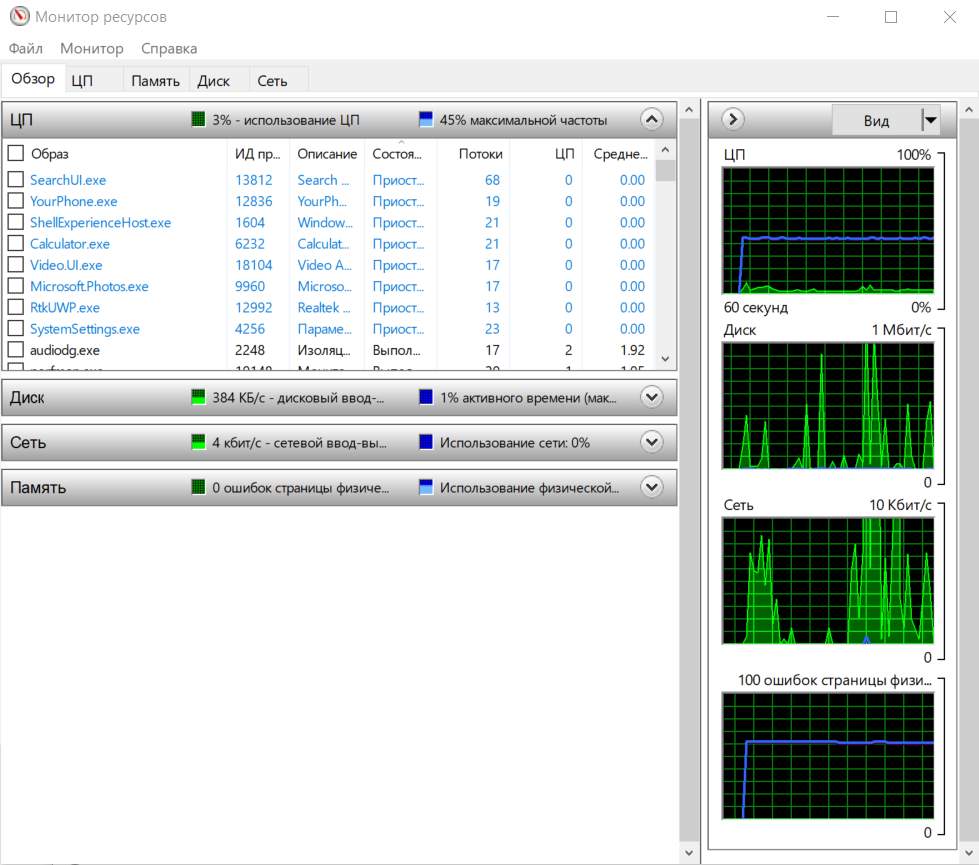 Монитор ресурсов
Файл Монитор Справка
Обзор ЦП Память Диск Сеть
ЦП 3% - использование ЦП 45% максимальной частоты
Образ ИД пр... Описание Состоя... Потоки ЦП Средне...
SearchUI.exe 13812 Search ... Приост... 68 0 0.00
YourPhone.exe 12836 YourPh... Приост... 19 0 0.00
ShellExperienceHost.exe 1604 Window... Приост... 21 0 0.00
Calculator.exe 6232 Calculat... Приост... 21 0 0.00
Video.UI.exe 18104 Video A... Приост... 17 0 0.00
Microsoft.Photos.exe 9960 Microso... Приост... 17 0 0.00
RtkUWP.exe 12992 Realtek ... Приост... 13 0 0.00
SystemSettings.exe 4256 Параме... Приост... 23 0 0.00
audiodg.exe 2248 Изоляц... Выпол... 17 2 1.92
Диск 384 КБ/с - дисковый ввод-... 1% активного времени (мак...
Сеть 4 кбит/с - сетевой ввод-вы... Использование сети: 0%
Память 0 ошибок страницы физиче... Использование физической...
Вид
ЦП 100%
60 секунд 0%
Диск 1 Мбит/с
0
Сеть 10 Кбит/с
0
100 ошибок страницы физи...
0